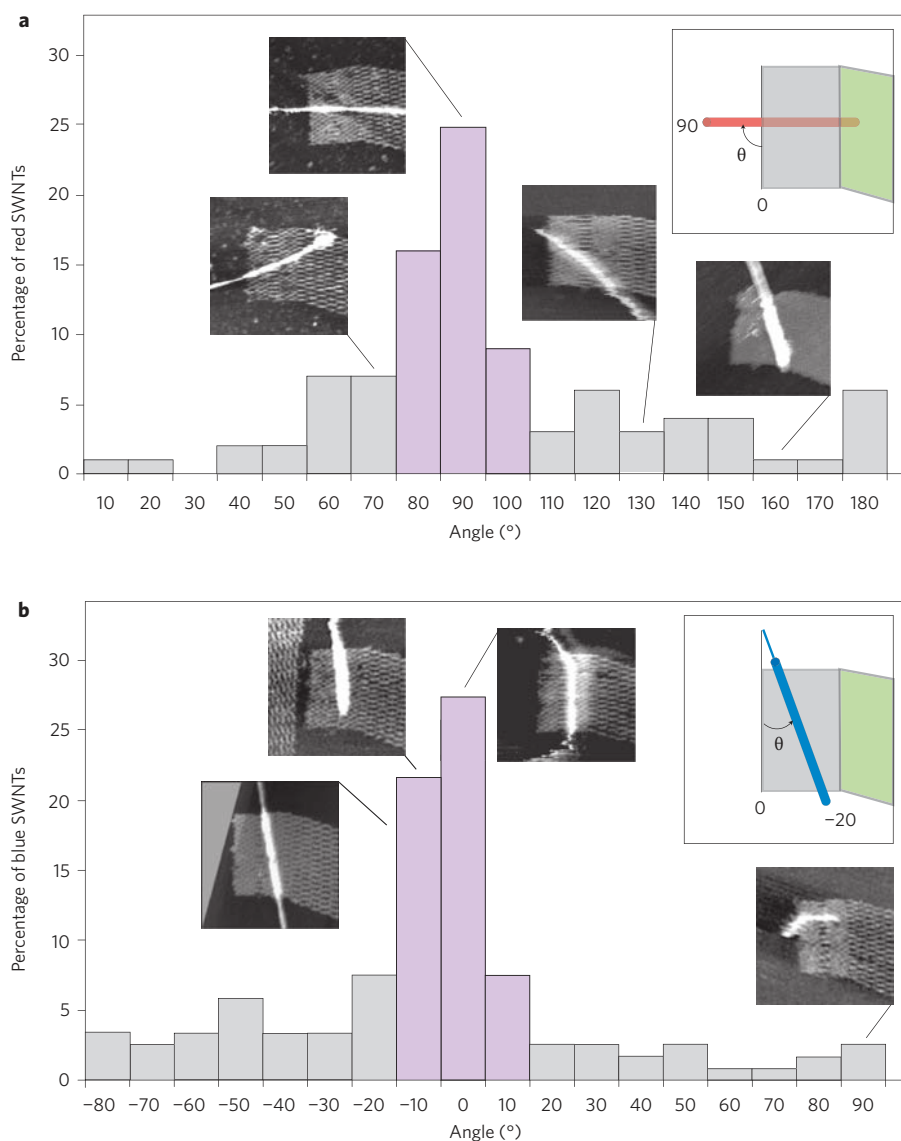 a
30
25
20
15
10
5
0
Percentage of red SWNTs
90
θ
0
10 20 30 40 50 60 70 80 90 100 110 120 130 140 150 160 170 180
Angle (°)
b
30
25
20
15
10
5
0
Percentage of blue SWNTs
θ
0
−20
−80 −70 −60 −50 −40 −30 −20 −10 0 10 20 30 40 50 60 70 80 90
Angle (°)